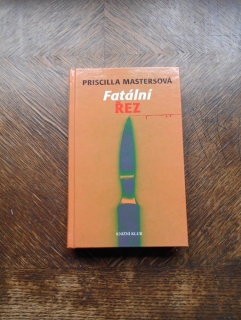 PRISCILLA MASTERSOVÁ
Fatální
ŘEZ
KNIŽNÍ KLUB